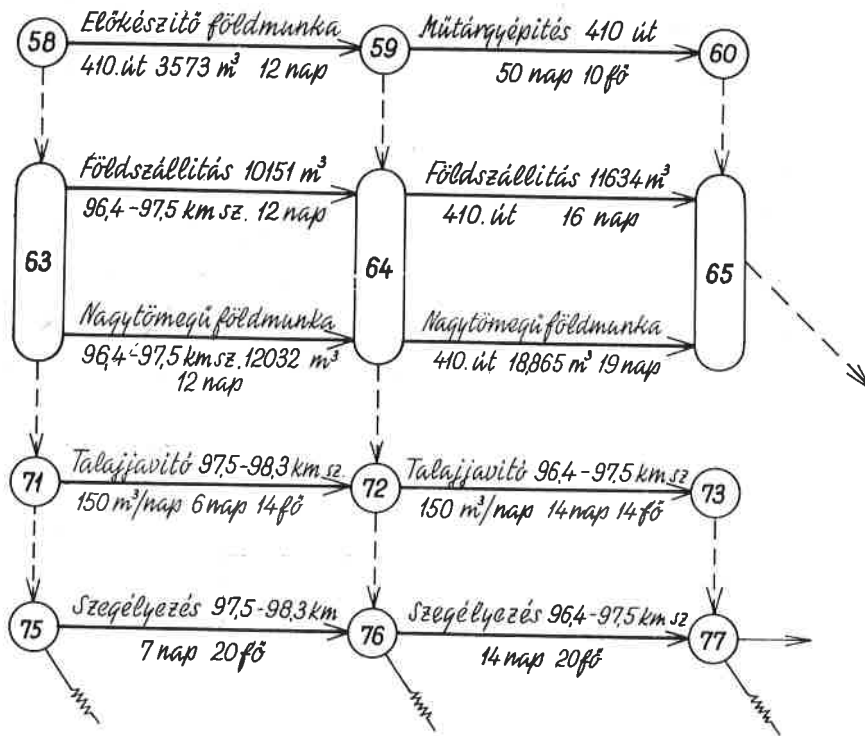 58 Előkészítő földmunka 59 Műtárgyépítés 410 út 60
410. út 3573 m³ 12 nap 50 nap 10 fő
Földszállitás 10151 m³ Földszállitás 11634 m³
96,4-97,5 km sz. 12 nap 410. út 16 nap
63 64 65
Nagytömegű földmunka Nagytömegű földmunka
96,4-97,5 km sz. 12032 m³ 410. út 18,865 m³ 19 nap
12 nap
71 Talajjavitó 97,5-98,3 km sz. 72 Talajjavitó 96,4-97,5 km sz 73
150 m³/nap 6 nap 14 fő 150 m³/nap 14 nap 14 fő
75 Szegélyezés 97,5-98,3 km 76 Szegélyezés 96,4-97,5 km sz 77
7 nap 20 fő 14 nap 20 fő